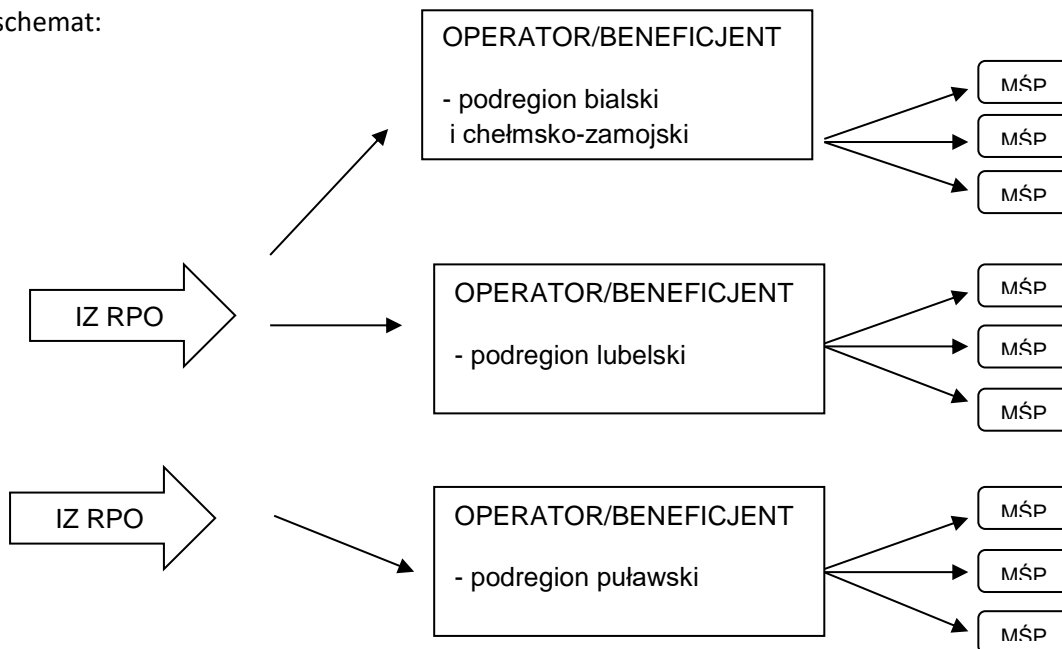 schemat:
OPERATOR/BENEFICJENT
- podregion bialski
i chełmsko-zamojski
MŚP
MŚP
MŚP
IZ RPO
OPERATOR/BENEFICJENT
- podregion lubelski
MŚP
MŚP
MŚP
IZ RPO
OPERATOR/BENEFICJENT
- podregion puławski
MŚP
MŚP
MŚP